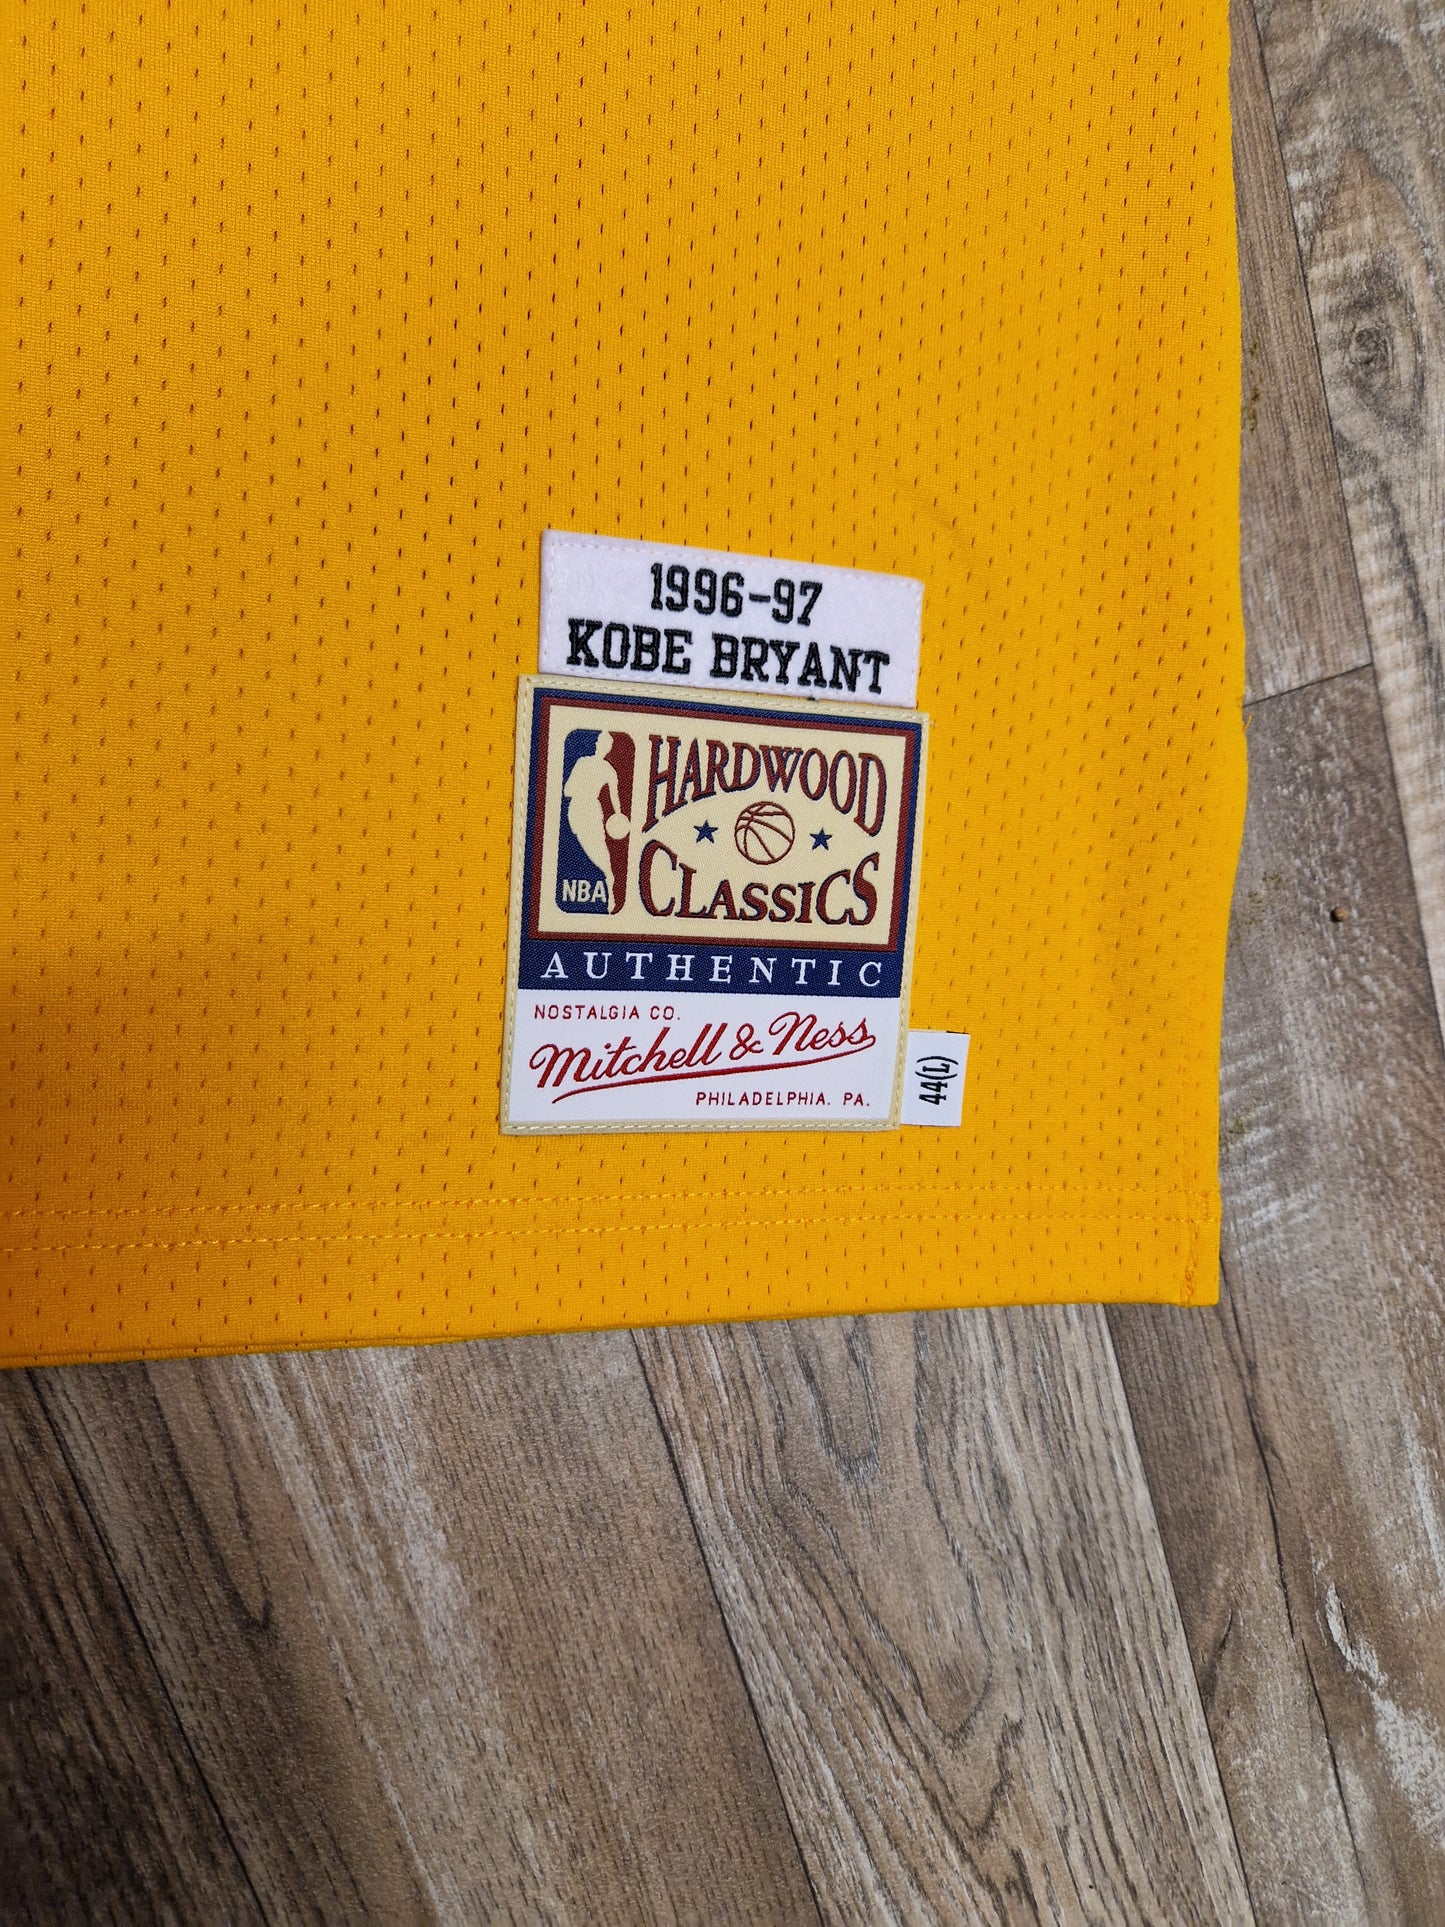 1996-97
KOBE BRYANT
HARDWOOD
CLASSICS
NBA
AUTHENTIC
NOSTALGIA CO.
Mitchell & Ness
PHILADELPHIA. PA.
44(L)